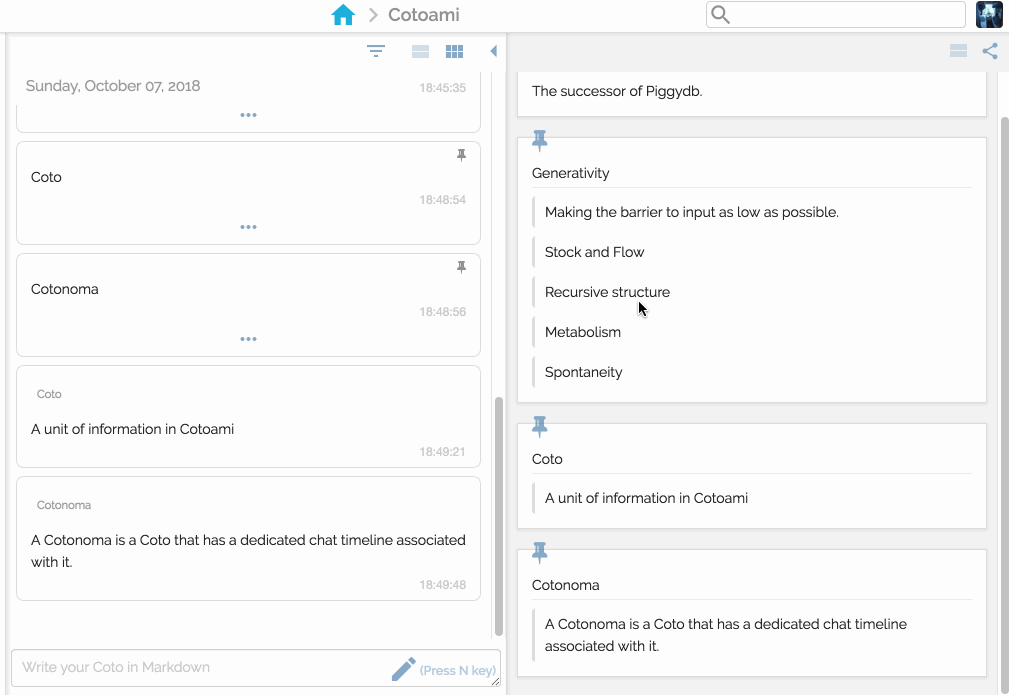 Cotoami
Sunday, October 07, 2018
18:45:35
Coto
18:48:54
Cotonoma
18:48:56
Coto
A unit of information in Cotoami
18:49:21
Cotonoma
A Cotonoma is a Coto that has a dedicated chat timeline associated
with it.
18:49:48
Write your Coto in Markdown
(Press N key)
The successor of Piggydb.
Generativity
Making the barrier to input as low as possible.
Stock and Flow
Recursive structure
Metabolism
Spontaneity
Coto
A unit of information in Cotoami
Cotonoma
A Cotonoma is a Coto that has a dedicated chat timeline
associated with it.